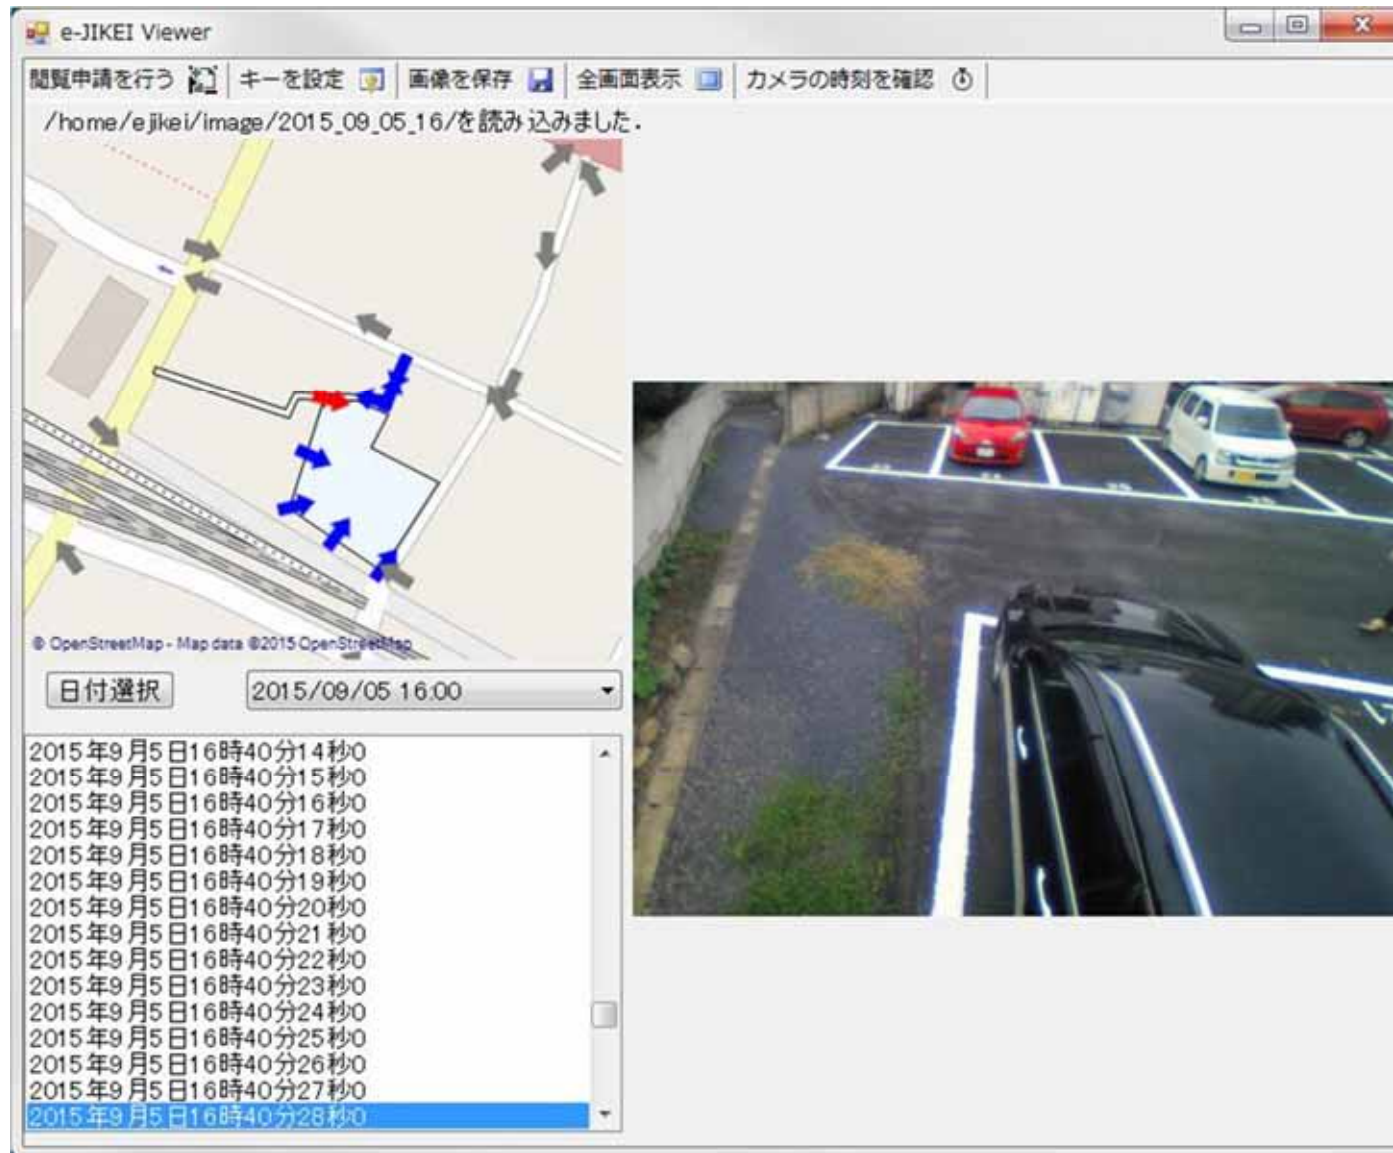 e-JIKEI Viewer
閲覧申請を行う キーを設定 画像を保存 全画面表示 カメラの時刻を確認
/home/ejikei/image/2015_09_05_16/を読み込みました.
© OpenStreetMap - Map data ©2015 OpenStreetMap
日付選択 2015/09/05 16:00
2015年9月5日16時40分14秒0
2015年9月5日16時40分15秒0
2015年9月5日16時40分16秒0
2015年9月5日16時40分17秒0
2015年9月5日16時40分18秒0
2015年9月5日16時40分19秒0
2015年9月5日16時40分20秒0
2015年9月5日16時40分21秒0
2015年9月5日16時40分22秒0
2015年9月5日16時40分23秒0
2015年9月5日16時40分24秒0
2015年9月5日16時40分25秒0
2015年9月5日16時40分26秒0
2015年9月5日16時40分27秒0
2015年9月5日16時40分28秒0